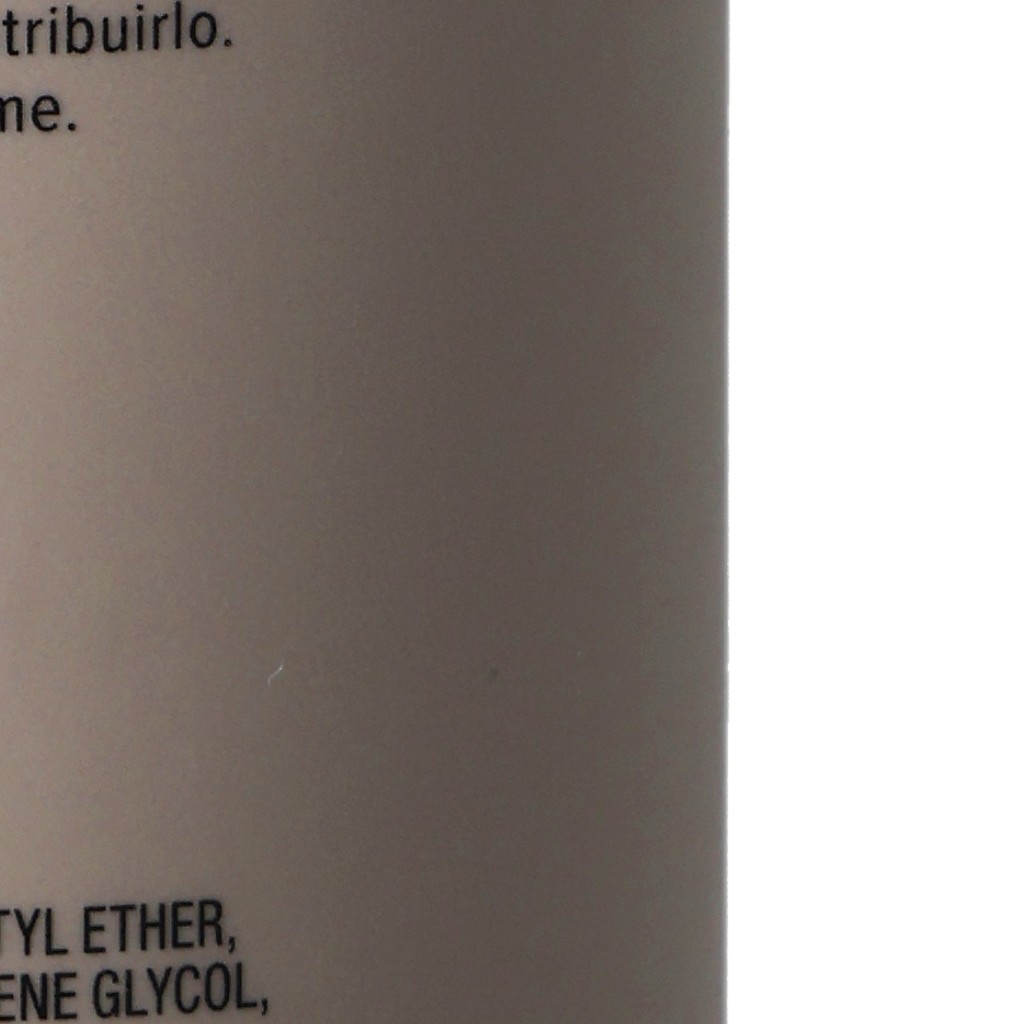 tribuirlo.
me.
TYL ETHER,
ENE GLYCOL,